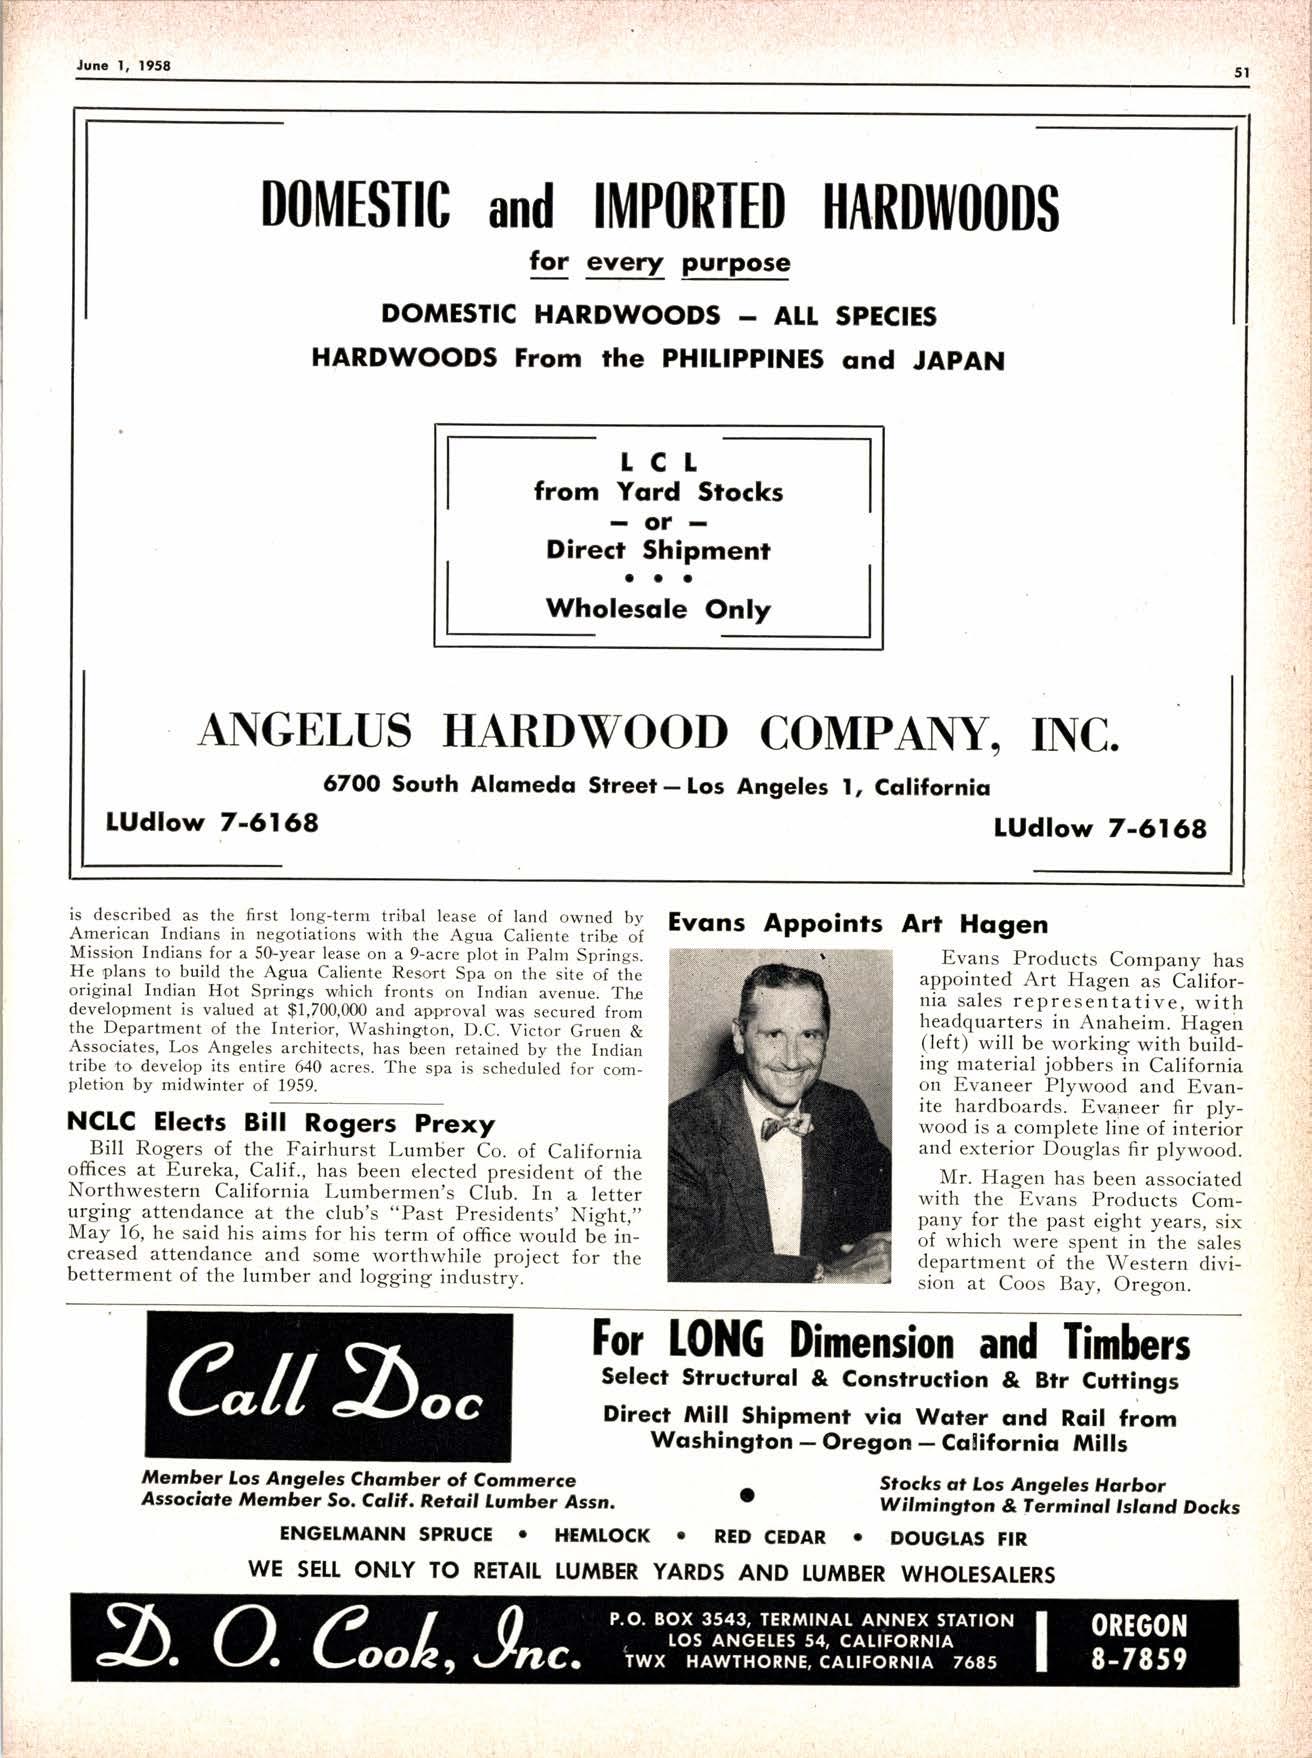 June 1, 1958
51
DOMESTIC and IMPORTED HARDWOODS
for every purpose
DOMESTIC HARDWOODS — ALL SPECIES
HARDWOODS From the PHILIPPINES and JAPAN
L C L
from Yard Stocks
— or —
Direct Shipment
• • •
Wholesale Only
ANGELUS HARDWOOD COMPANY, INC.
6700 South Alameda Street — Los Angeles 1, California
LUdlow 7-6168
LUdlow 7-6168
is described as the first long-term tribal lease of land owned by
American Indians in negotiations with the Agua Caliente tribe of
Mission Indians for a 50-year lease on a 9-acre plot in Palm Springs.
He plans to build the Agua Caliente Resort Spa on the site of the
original Indian Hot Springs which fronts on Indian avenue. The
development is valued at $1,700,000 and approval was secured from
the Department of the Interior, Washington, D.C. Victor Gruen &
Associates, Los Angeles architects, has been retained by the Indian
tribe to develop its entire 640 acres. The spa is scheduled for com-
pletion by midwinter of 1959.
NCLC Elects Bill Rogers Prexy
Bill Rogers of the Fairhurst Lumber Co. of California
offices at Eureka, Calif., has been elected president of the
Northwestern California Lumbermen's Club. In a letter
urging attendance at the club's "Past Presidents' Night,"
May 16, he said his aims for his term of office would be in-
creased attendance and some worthwhile project for the
betterment of the lumber and logging industry.
Evans Appoints Art Hagen
Evans Products Company has
appointed Art Hagen as Califor-
nia sales representative, with
headquarters in Anaheim. Hagen
(left) will be working with build-
ing material jobbers in California
on Evaneer Plywood and Evan-
ite hardboards. Evaneer fir ply-
wood is a complete line of interior
and exterior Douglas fir plywood.
Mr. Hagen has been associated
with the Evans Products Com-
pany for the past eight years, six
of which were spent in the sales
department of the Western divi-
sion at Coos Bay, Oregon.
Call Doc
For LONG Dimension and Timbers
Select Structural & Construction & Btr Cuttings
Direct Mill Shipment via Water and Rail from
Washington — Oregon — California Mills
Member Los Angeles Chamber of Commerce
Associate Member So. Calif. Retail Lumber Assn.
•
Stocks at Los Angeles Harbor
Wilmington & Terminal Island Docks
ENGELMANN SPRUCE • HEMLOCK • RED CEDAR • DOUGLAS FIR
WE SELL ONLY TO RETAIL LUMBER YARDS AND LUMBER WHOLESALERS
D. O. Cook, Inc.
P.O. BOX 3543, TERMINAL ANNEX STATION
LOS ANGELES 54, CALIFORNIA
TWX HAWTHORNE, CALIFORNIA 7685
OREGON
8-7859